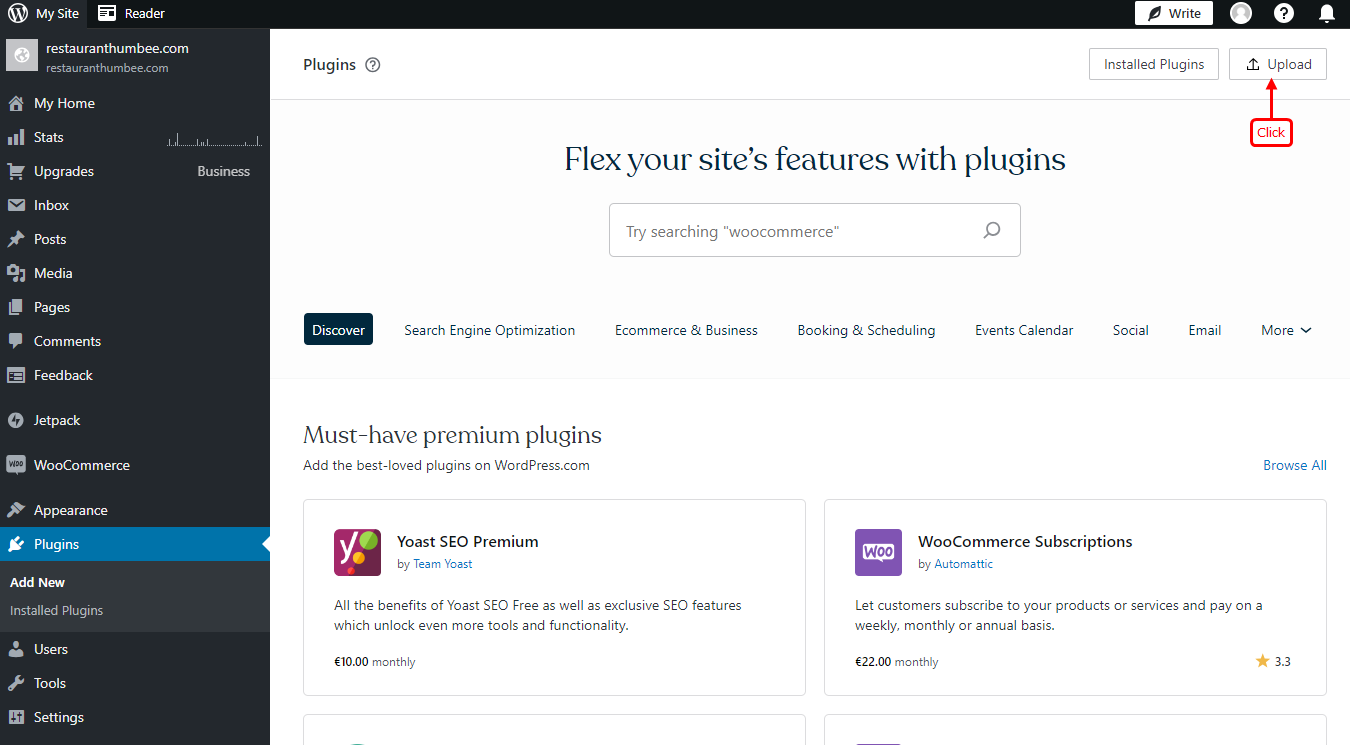 My Site
Reader
Write
restauranthumbee.com
restauranthumbee.com
My Home
Stats
Upgrades
Business
Inbox
Posts
Media
Pages
Comments
Feedback
Jetpack
WOO
WooCommerce
Appearance
Plugins
Add New
Installed Plugins
Users
Tools
Settings
Plugins
Installed Plugins
Upload
Click
Flex your site’s features with plugins
Try searching "woocommerce"
Discover
Search Engine Optimization
Ecommerce & Business
Booking & Scheduling
Events Calendar
Social
Email
More
Must-have premium plugins
Add the best-loved plugins on WordPress.com
Browse All
y
Yoast SEO Premium
by Team Yoast
All the benefits of Yoast SEO Free as well as exclusive SEO features
which unlock even more tools and functionality.
€10.00 monthly
WOO
WooCommerce Subscriptions
by Automattic
Let customers subscribe to your products or services and pay on a
weekly, monthly or annual basis.
€22.00 monthly
3.3